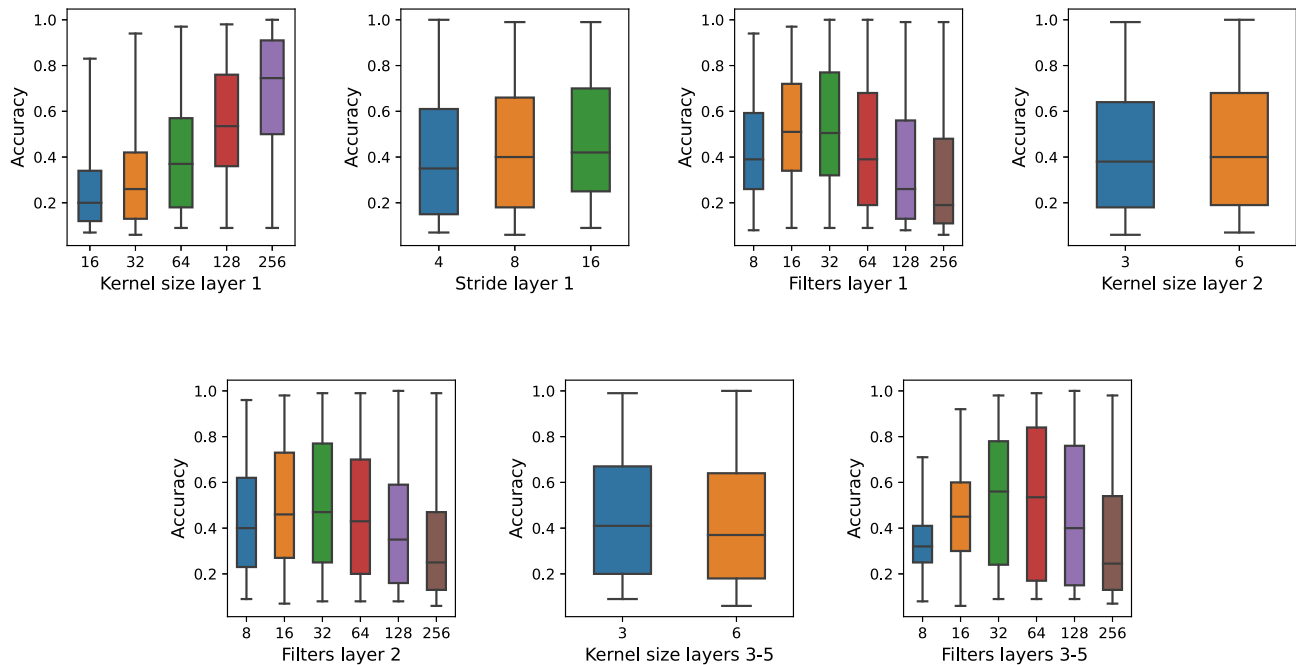 1.0 1.0 1.0 1.0
0.8 0.8 0.8 0.8
0.6 0.6 0.6 0.6
0.4 0.4 0.4 0.4
0.2 0.2 0.2 0.2
Accuracy Accuracy Accuracy Accuracy
16 32 64 128 256 4 8 16 8 16 32 64 128 256 3 6
Kernel size layer 1 Stride layer 1 Filters layer 1 Kernel size layer 2
1.0 1.0 1.0
0.8 0.8 0.8
0.6 0.6 0.6
0.4 0.4 0.4
0.2 0.2 0.2
Accuracy Accuracy Accuracy
8 16 32 64 128 256 3 6 8 16 32 64 128 256
Filters layer 2 Kernel size layers 3-5 Filters layers 3-5